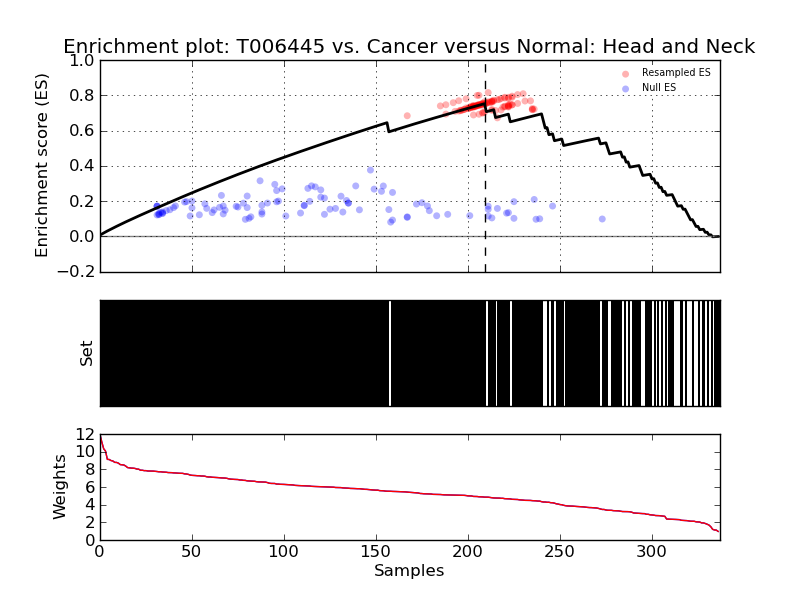 Enrichment plot: T006445 vs. Cancer versus Normal: Head and Neck
1.0
0.8
0.6
0.4
0.2
0.0
−0.2
Enrichment score (ES)
Resampled ES
Null ES
Set
12
10
8
6
4
2
0
Weights
0 50 100 150 200 250 300
Samples